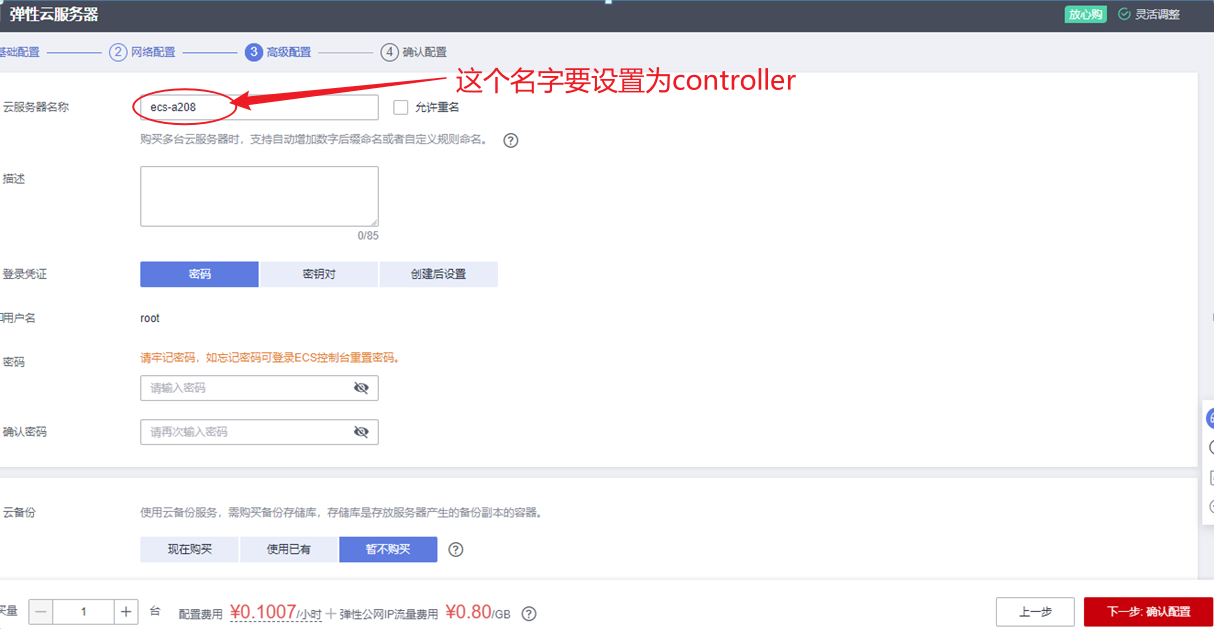 弹性云服务器
放心购 灵活调整
基础配置 2 网络配置 3 高级配置 4 确认配置
这个名字要设置为controller
云服务器名称 ecs-a208 允许重名
购买多台云服务器时，支持自动增加数字后缀命名或者自定义规则命名。 ?
描述
0/85
登录凭证 密码 密钥对 创建后设置
用户名 root
密码 请牢记密码，如忘记密码可登录ECS控制台重置密码。
请输入密码
确认密码 请再次输入密码
云备份 使用云备份服务，需购买备份存储库，存储库是存放服务器产生的备份副本的容器。
现在购买 使用已有 暂不购买 ?
买量 — 1 + 台 配置费用 ¥0.1007/小时 + 弹性公网IP流量费用 ¥0.80/GB ? 上一步 下一步: 确认配置